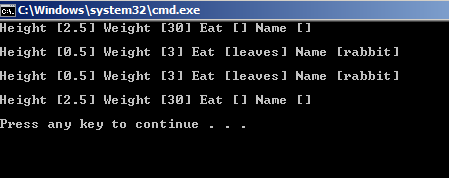 C:\Windows\system32\cmd.exe
Height [2.5] Weight [30] Eat [] Name []
Height [0.5] Weight [3] Eat [leaves] Name [rabbit]
Height [0.5] Weight [3] Eat [leaves] Name [rabbit]
Height [2.5] Weight [30] Eat [] Name []
Press any key to continue . . .